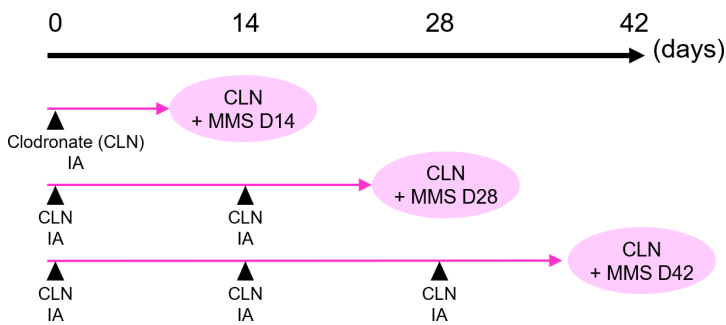 0 14 28 42
(days)
CLN
+ MMS D14
Clodronate (CLN)
IA
CLN
+ MMS D28
CLN CLN
IA IA
CLN
+ MMS D42
CLN CLN CLN
IA IA IA